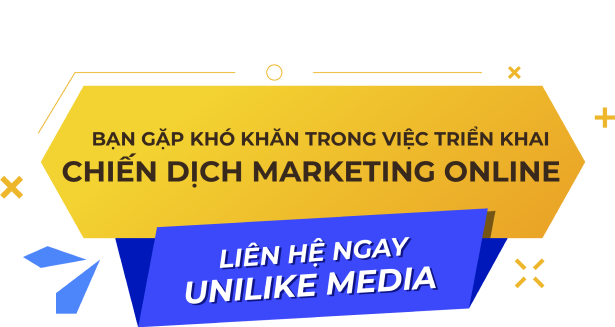 BẠN GẶP KHÓ KHĂN TRONG VIỆC TRIỂN KHAI
CHIẾN DỊCH MARKETING ONLINE
LIÊN HỆ NGAY
UNILIKE MEDIA